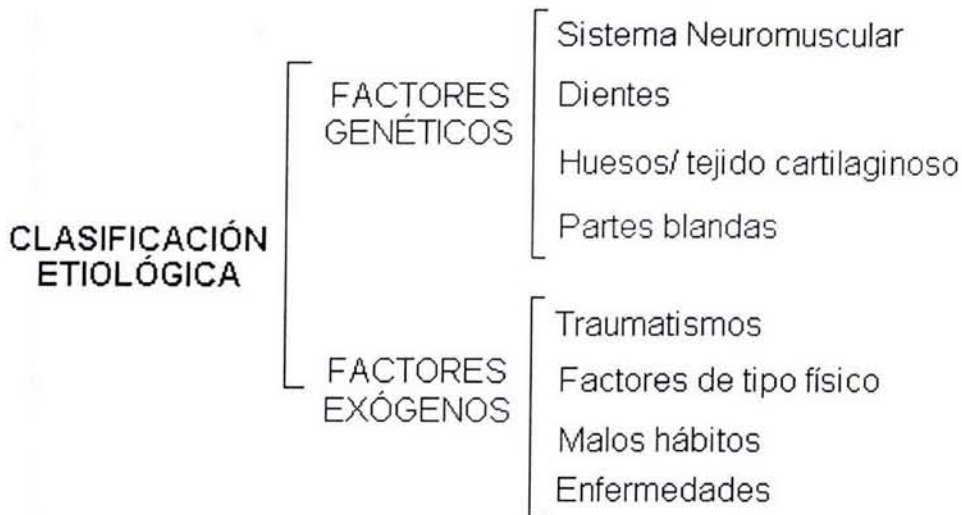 CLASIFICACIÓN
ETIOLÓGICA
FACTORES
GENÉTICOS
Sistema Neuromuscular
Dientes
Huesos/ tejido cartilaginoso
Partes blandas
FACTORES
EXÓGENOS
Traumatismos
Factores de tipo físico
Malos hábitos
Enfermedades